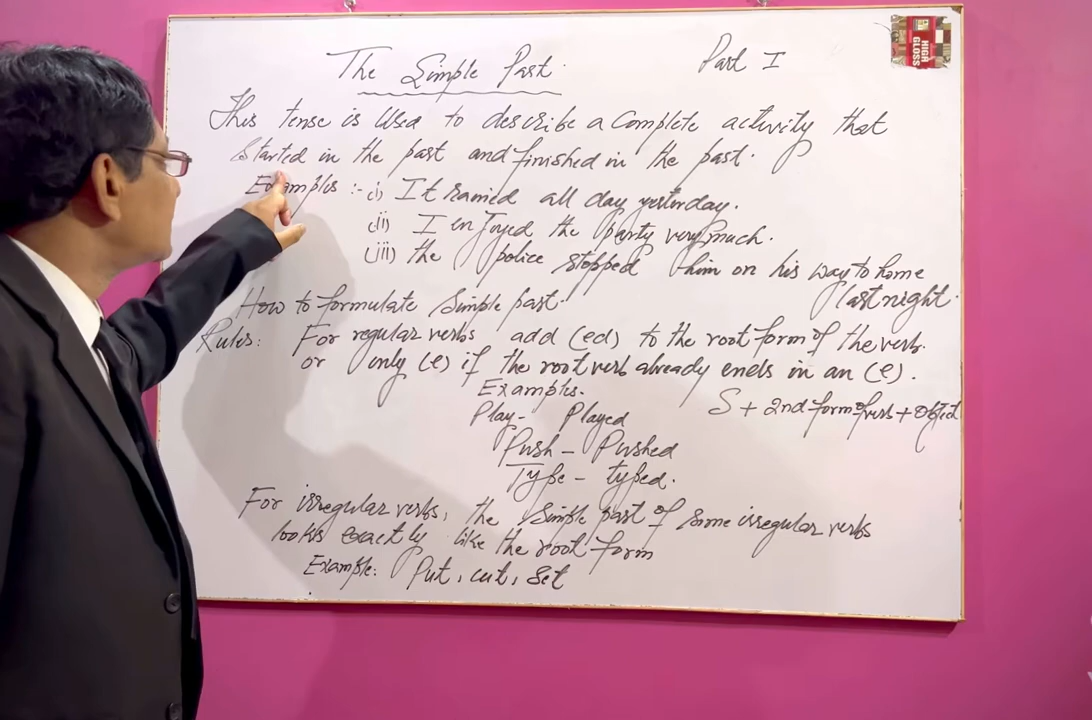 The Simple Past. Part I
HIGH GLOSS
This tense is used to describe a complete activity that
started in the past and finished in the past.
Examples :- (i) It rained all day yesterday.
(ii) I enjoyed the party very much.
(iii) the police stopped him on his way to home
last night.
How to formulate Simple past.
Rules: For regular verbs add (ed) to the root form of the verb.
or only (e) if the root verb already ends in an (e).
Examples.
S + 2nd form of verb + Object
Play - Played
Push - Pushed
Type - typed.
For irregular verbs, the Simple past of Some irregular verbs
looks exactly like the root form
Example: Put, cut, Set